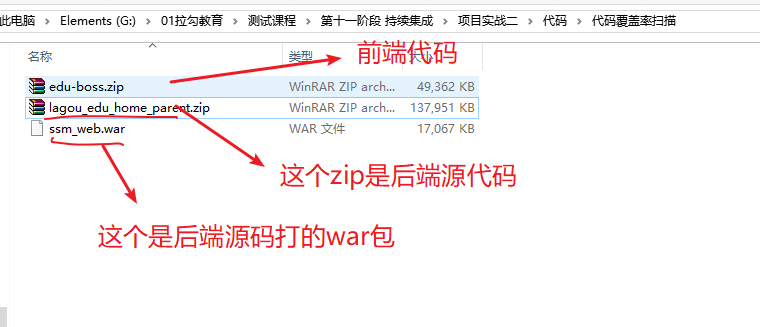 此电脑 > Elements (G:) > 01拉勾教育 > 测试课程 > 第十一阶段 持续集成 > 项目实战二 > 代码 > 代码覆盖率扫描
名称 类型 大小
前端代码
edu-boss.zip WinRAR ZIP arch... 49,362 KB
lagou_edu_home_parent.zip WinRAR ZIP arch... 137,951 KB
ssm_web.war WAR 文件 17,067 KB
这个zip是后端源代码
这个是后端源码打的war包